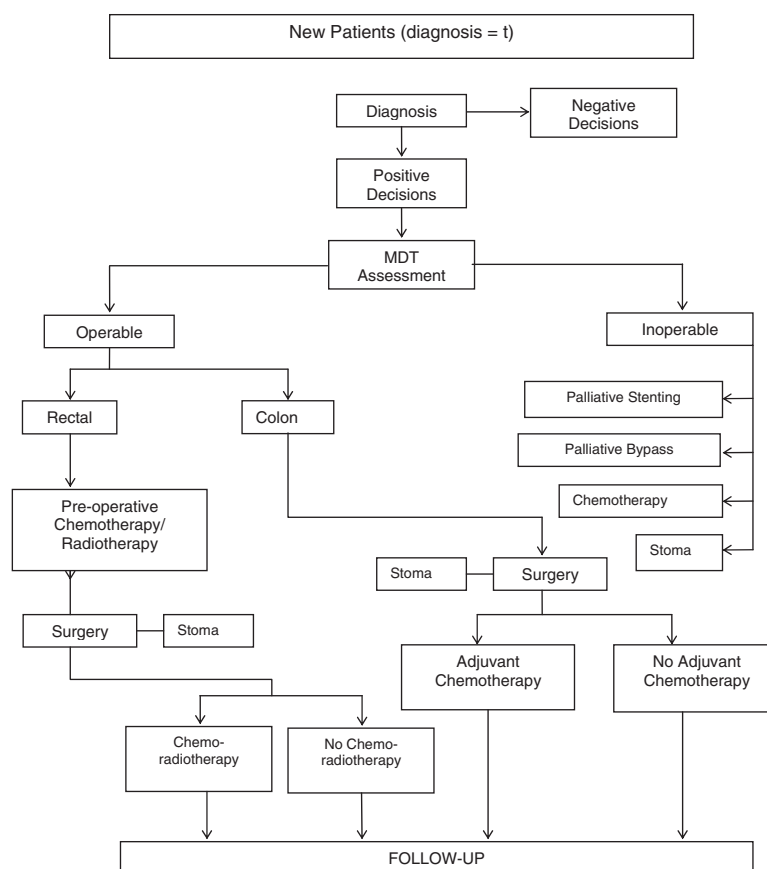 New Patients (diagnosis = t)
Diagnosis
Negative
Decisions
Positive
Decisions
MDT
Assessment
Operable
Inoperable
Rectal
Colon
Palliative Stenting
Palliative Bypass
Chemotherapy
Stoma
Pre-operative
Chemotherapy/
Radiotherapy
Stoma
Surgery
Surgery
Stoma
Adjuvant
Chemotherapy
No Adjuvant
Chemotherapy
Chemo-
radiotherapy
No Chemo-
radiotherapy
FOLLOW-UP